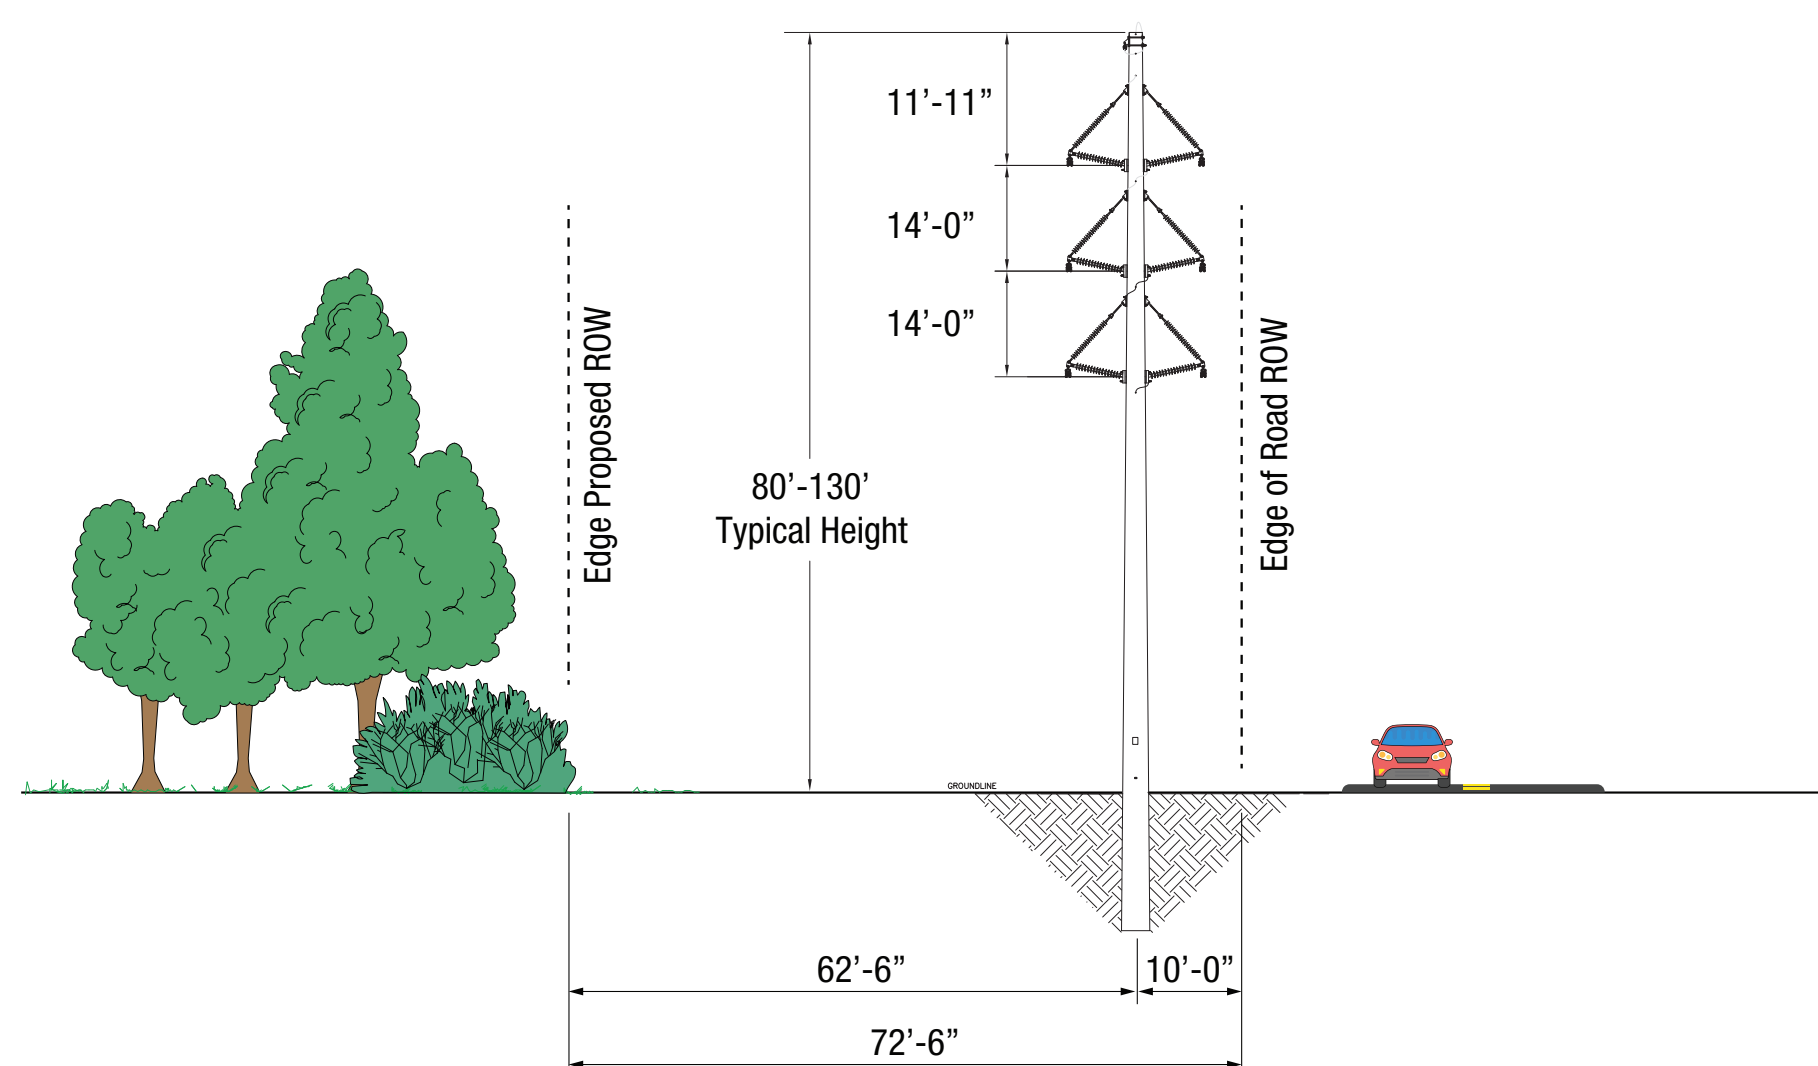 11’-11”
14’-0”
14’-0”
Edge Proposed ROW
Edge of Road ROW
80’-130’
Typical Height
GROUNDLINE
62’-6”
10’-0”
72’-6”